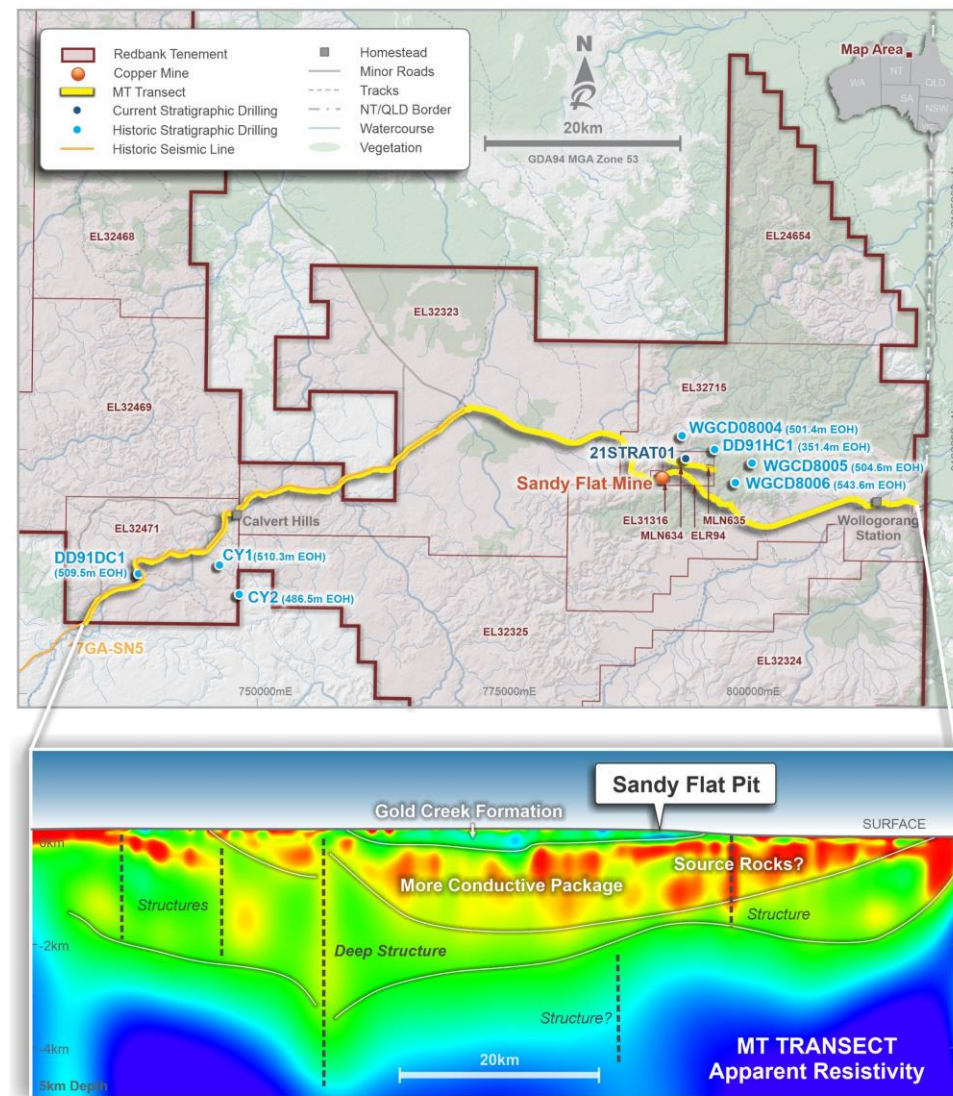 Redbank Tenement
Copper Mine
MT Transect
Current Stratigraphic Drilling
Historic Stratigraphic Drilling
Historic Seismic Line
Homestead
Minor Roads
Tracks
NT/QLD Border
Watercourse
Vegetation
N
20km
GDA94 MGA Zone 53
Map Area
WA
NT
QLD
SA
NSW
EL32468
EL24654
EL32323
EL32469
EL32715
WGCD08004 (501.4m EOH)
DD91HC1
(351.4m EOH)
21STRAT01
WGCD8005 (504.6m EOH)
Sandy Flat Mine
WGCD8006 (543.6m EOH)
EL32471
Calvert Hills
EL31316
MLN634
ELR94
MLN635
Wollogorang
Station
DD91DC1
(509.5m EOH)
CY1 (510.3m EOH)
CY2 (486.5m EOH)
EL32325
17GA-SN5
EL32324
750000mE
775000mE
800000mE
Sandy Flat Pit
Gold Creek Formation
SURFACE
0km
Source Rocks?
More Conductive Package
Structures
Structure
-2km
Deep Structure
Structure?
-4km
20km
MT TRANSECT
Apparent Resistivity
5km Depth